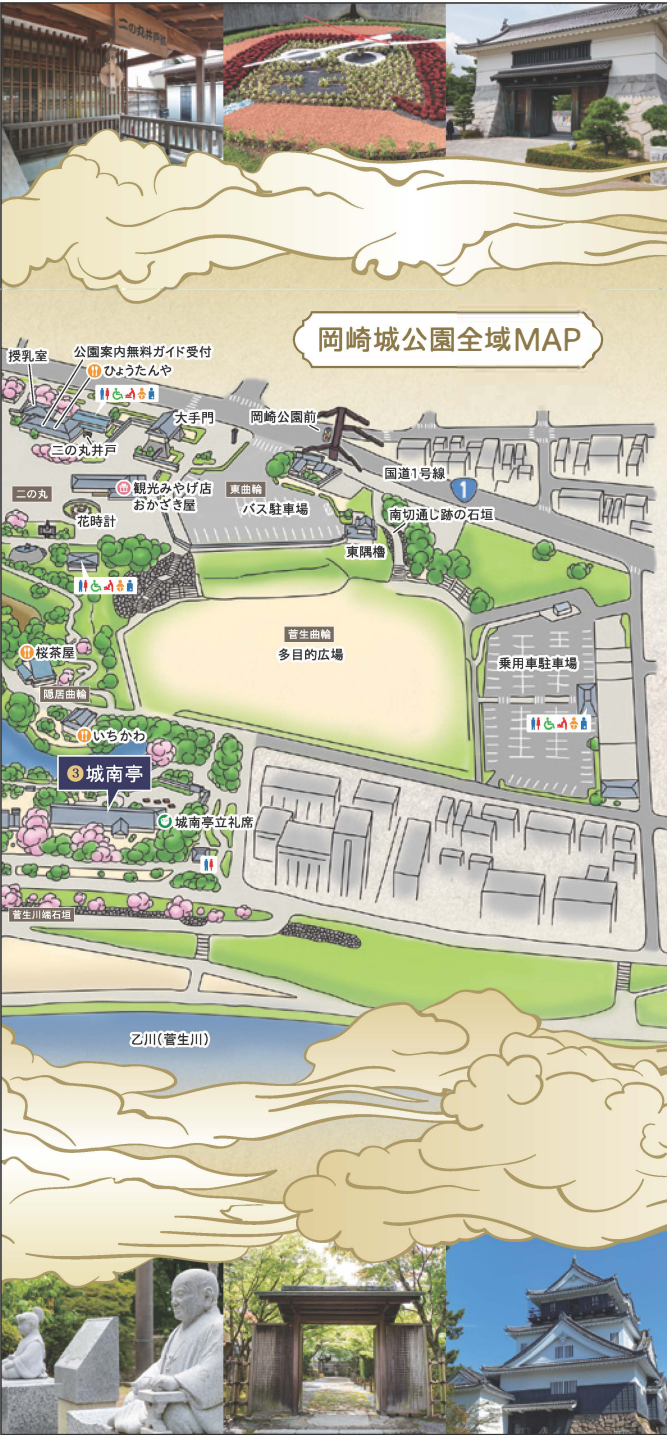 二の丸井戸
岡崎城公園全域MAP
授乳室
公園案内無料ガイド受付
ひょうたんや
大手門
岡崎公園前
二の丸井戸
国道1号線
1
二の丸
観光みやげ店
おかざき屋
東曲輪
バス駐車場
花時計
南切通し跡の石垣
東隅櫓
菅生曲輪
多目的広場
桜茶屋
乗用車駐車場
隠居曲輪
いちかわ
3 城南亭
城南亭立礼席
菅生川端石垣
乙川(菅生川)